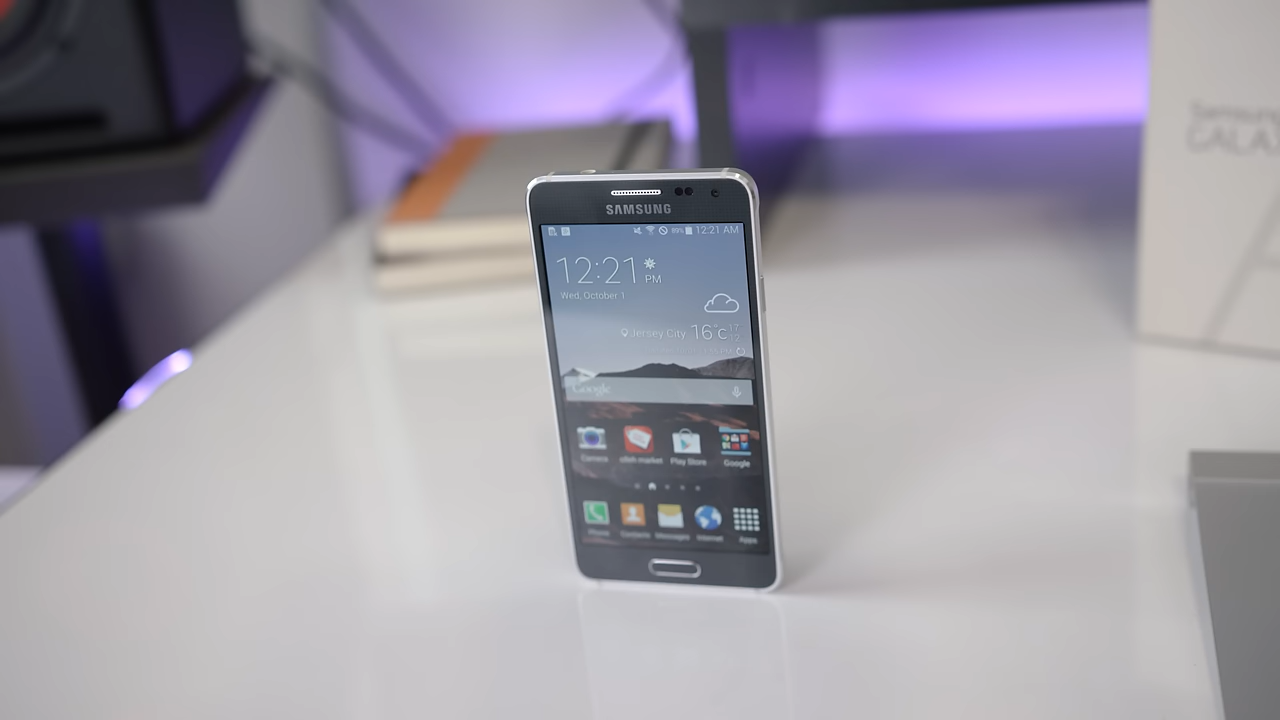 SAMSUNG
89% 12:21 AM
12:21
PM
Wed, October 1
Jersey City 16°c
Google
Camera
Play Store
Google
Phone
Contacts
Messages
Internet
Apps